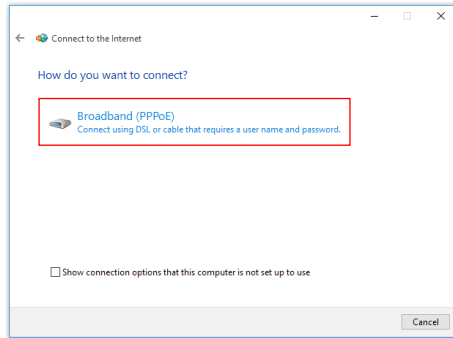 Connect to the Internet
How do you want to connect?
Broadband (PPPoE)
Connect using DSL or cable that requires a user name and password.
Show connection options that this computer is not set up to use
Cancel